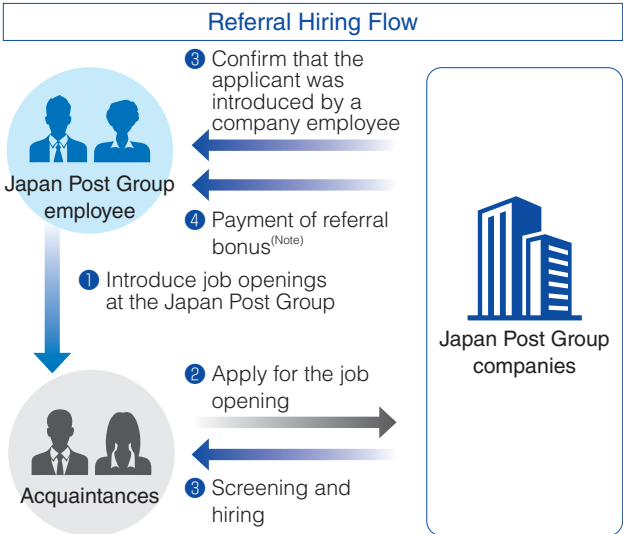 Referral Hiring Flow
❸ Confirm that the
applicant was
introduced by a
company employee
Japan Post Group
employee
❹ Payment of referral
bonus(Note)
❶ Introduce job openings
at the Japan Post Group
Japan Post Group
companies
❷ Apply for the job
opening
Acquaintances
❸ Screening and
hiring